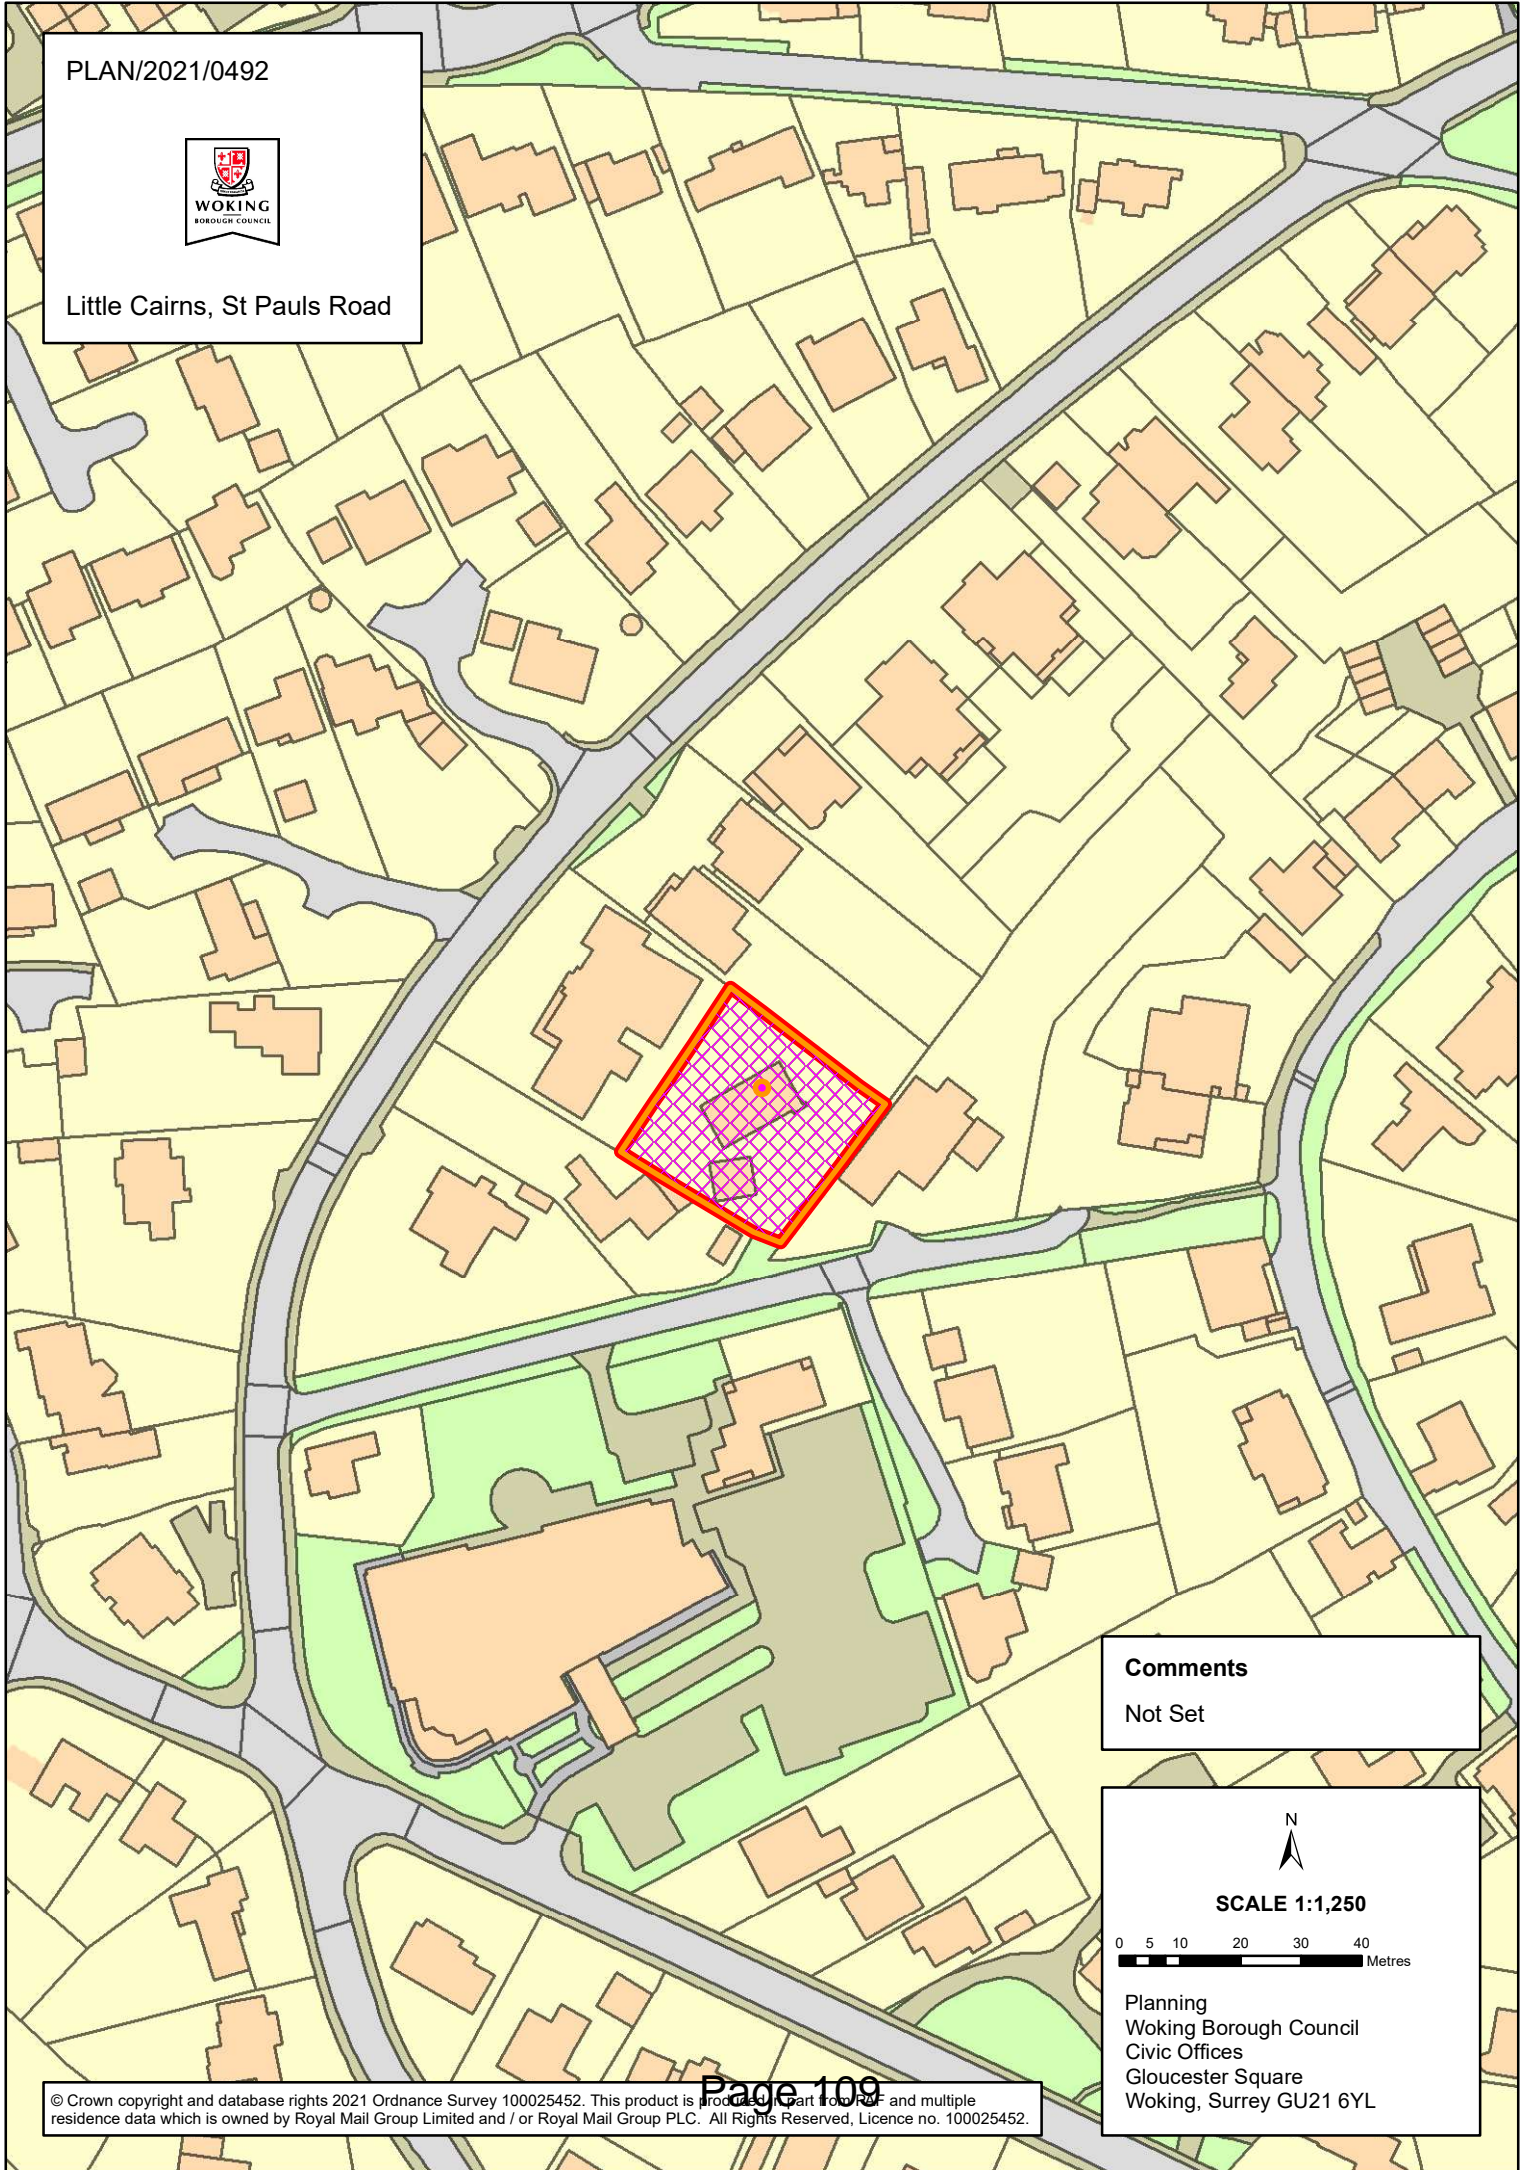 PLAN/2021/0492
WOKING
BOROUGH COUNCIL
Little Cairns, St Pauls Road
Comments
Not Set
N
SCALE 1:1,250
0 5 10 20 30 40
Metres
Planning
Woking Borough Council
Civic Offices
Gloucester Square
Woking, Surrey GU21 6YL
© Crown copyright and database rights 2021 Ordnance Survey 100025452. This product is produced in part from PAF and multiple
residence data which is owned by Royal Mail Group Limited and / or Royal Mail Group PLC. All Rights Reserved, Licence no. 100025452.
Page 109